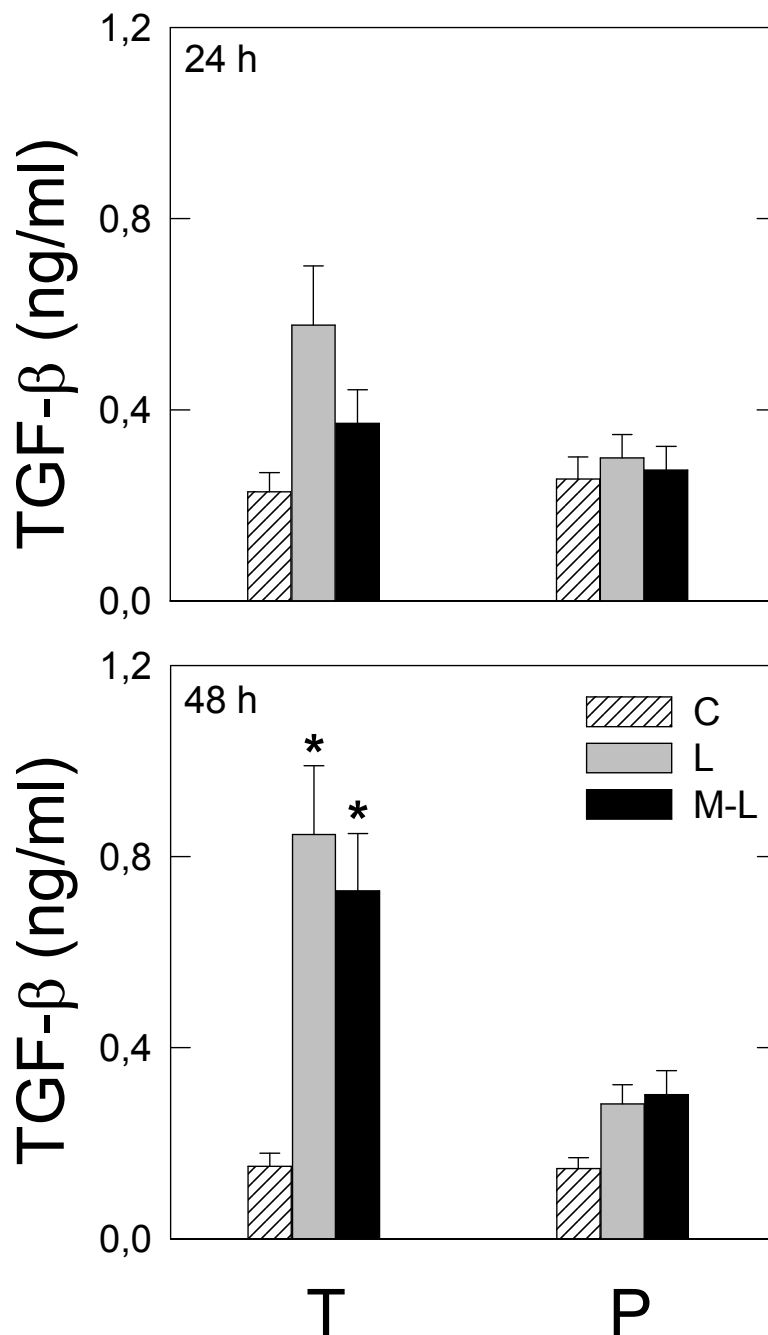 1,2
24 h
0,8
0,4
0,0
TGF-β (ng/ml)
1,2
48 h
C
L
M-L
*
*
0,8
0,4
0,0
TGF-β (ng/ml)
T
P